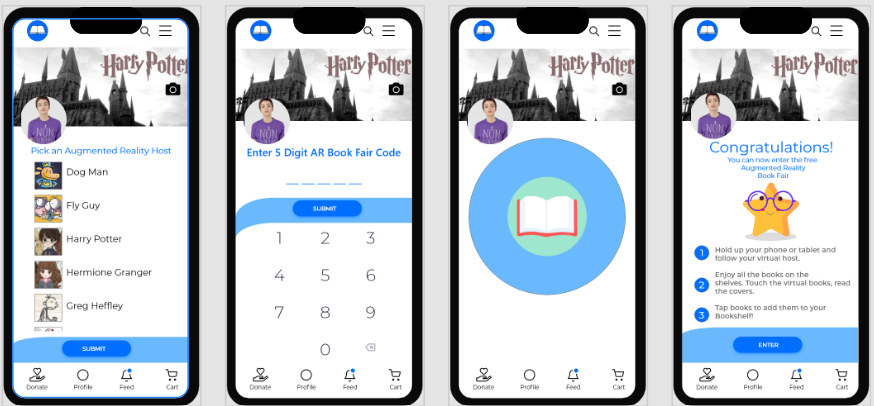 Harry Potter
NON
Pick an Augmented Reality Host
Dog Man
Fly Guy
Harry Potter
Hermione Granger
Greg Heffley
SUBMIT
Donate
Profile
Feed
Cart
Harry Potter
NON
Enter 5 Digit AR Book Fair Code
_ _ _ _ _
SUBMIT
1 2 3
4 5 6
7 8 9
0
Donate
Profile
Feed
Cart
Harry Potter
NON
Donate
Profile
Feed
Cart
Harry Potter
NON
Congratulations!
You can now enter the free
Augmented Reality
Book Fair
1 Hold up your phone or tablet and
follow your virtual host.
2 Enjoy all the books on the
shelves. Touch the virtual books, read
the covers.
3 Tap books to add them to your
Bookshelf!
ENTER
Donate
Profile
Feed
Cart